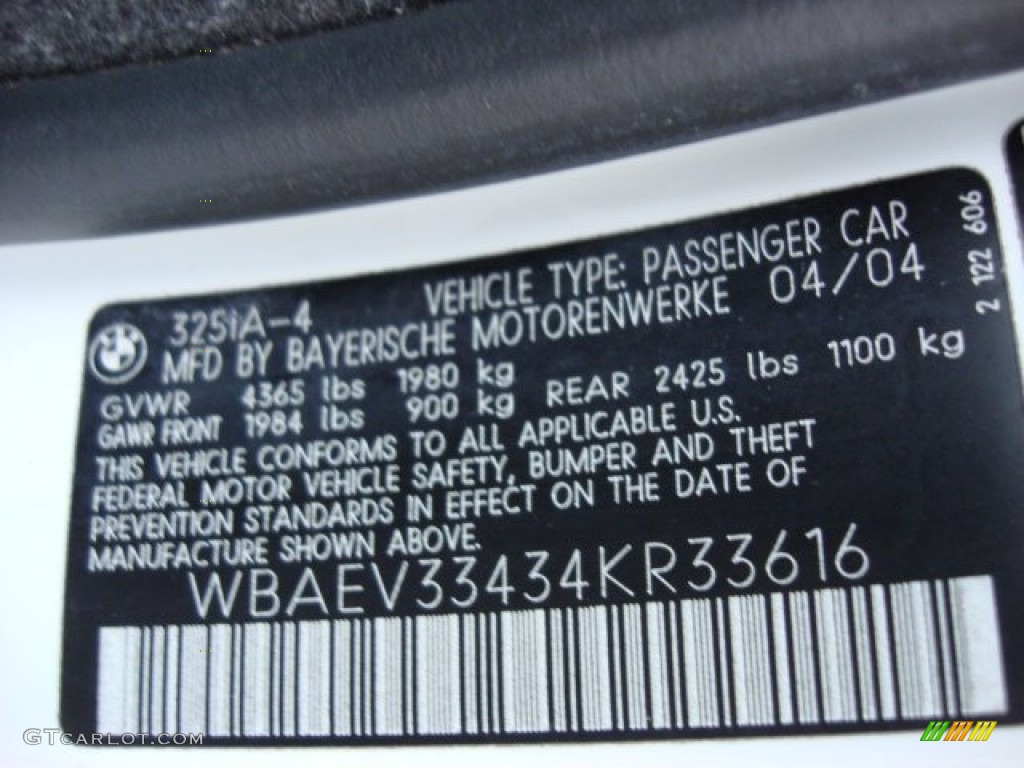 325iA-4 VEHICLE TYPE: PASSENGER CAR
MFD BY BAYERISCHE MOTORENWERKE 04/04
GVWR 4365 lbs 1980 kg
GAWR FRONT 1984 lbs 900 kg REAR 2425 lbs 1100 kg
THIS VEHICLE CONFORMS TO ALL APPLICABLE U.S.
FEDERAL MOTOR VEHICLE SAFETY, BUMPER AND THEFT
PREVENTION STANDARDS IN EFFECT ON THE DATE OF
MANUFACTURE SHOWN ABOVE.
WBAEV33434KR33616
2 122 606
GTcarlot.com